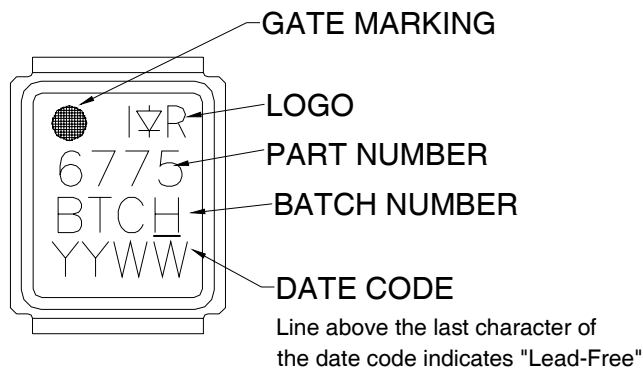 GATE MARKING
I R
LOGO
6775
PART NUMBER
BTCH
BATCH NUMBER
YYWW
DATE CODE
Line above the last character of
the date code indicates "Lead-Free"